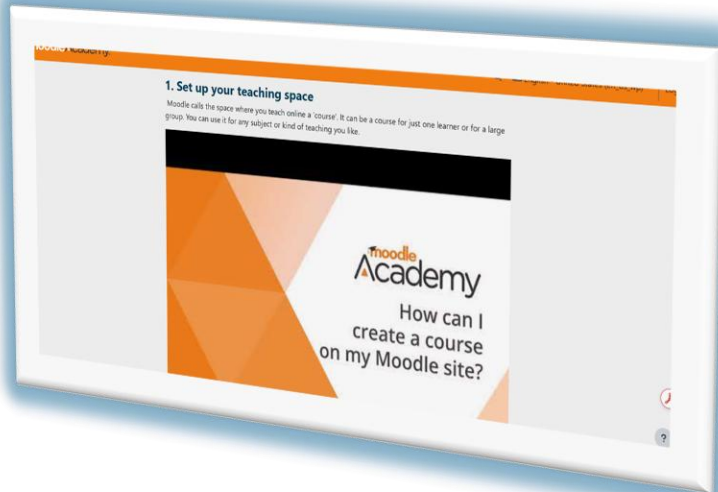 Academy
1. Set up your teaching space
Moodle calls the space where you teach online a 'course'. It can be a course for just one learner or for a large
group. You can use it for any subject or kind of teaching you like.
moodle
Academy
How can I
create a course
on my Moodle site?
?